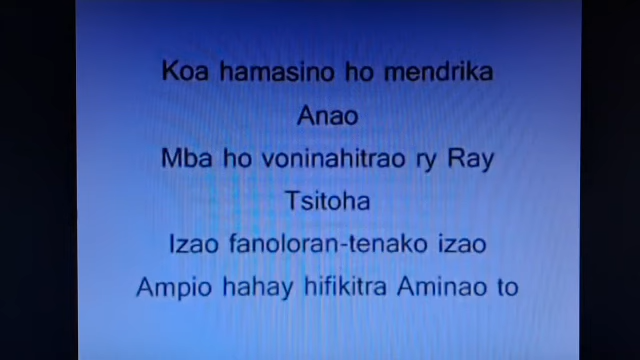 Koa hamasino ho mendrika
Anao
Mba ho voninahitrao ry Ray
Tsitoha
Izao fanoloran-tenako izao
Ampio hahay hifikitra Aminao to